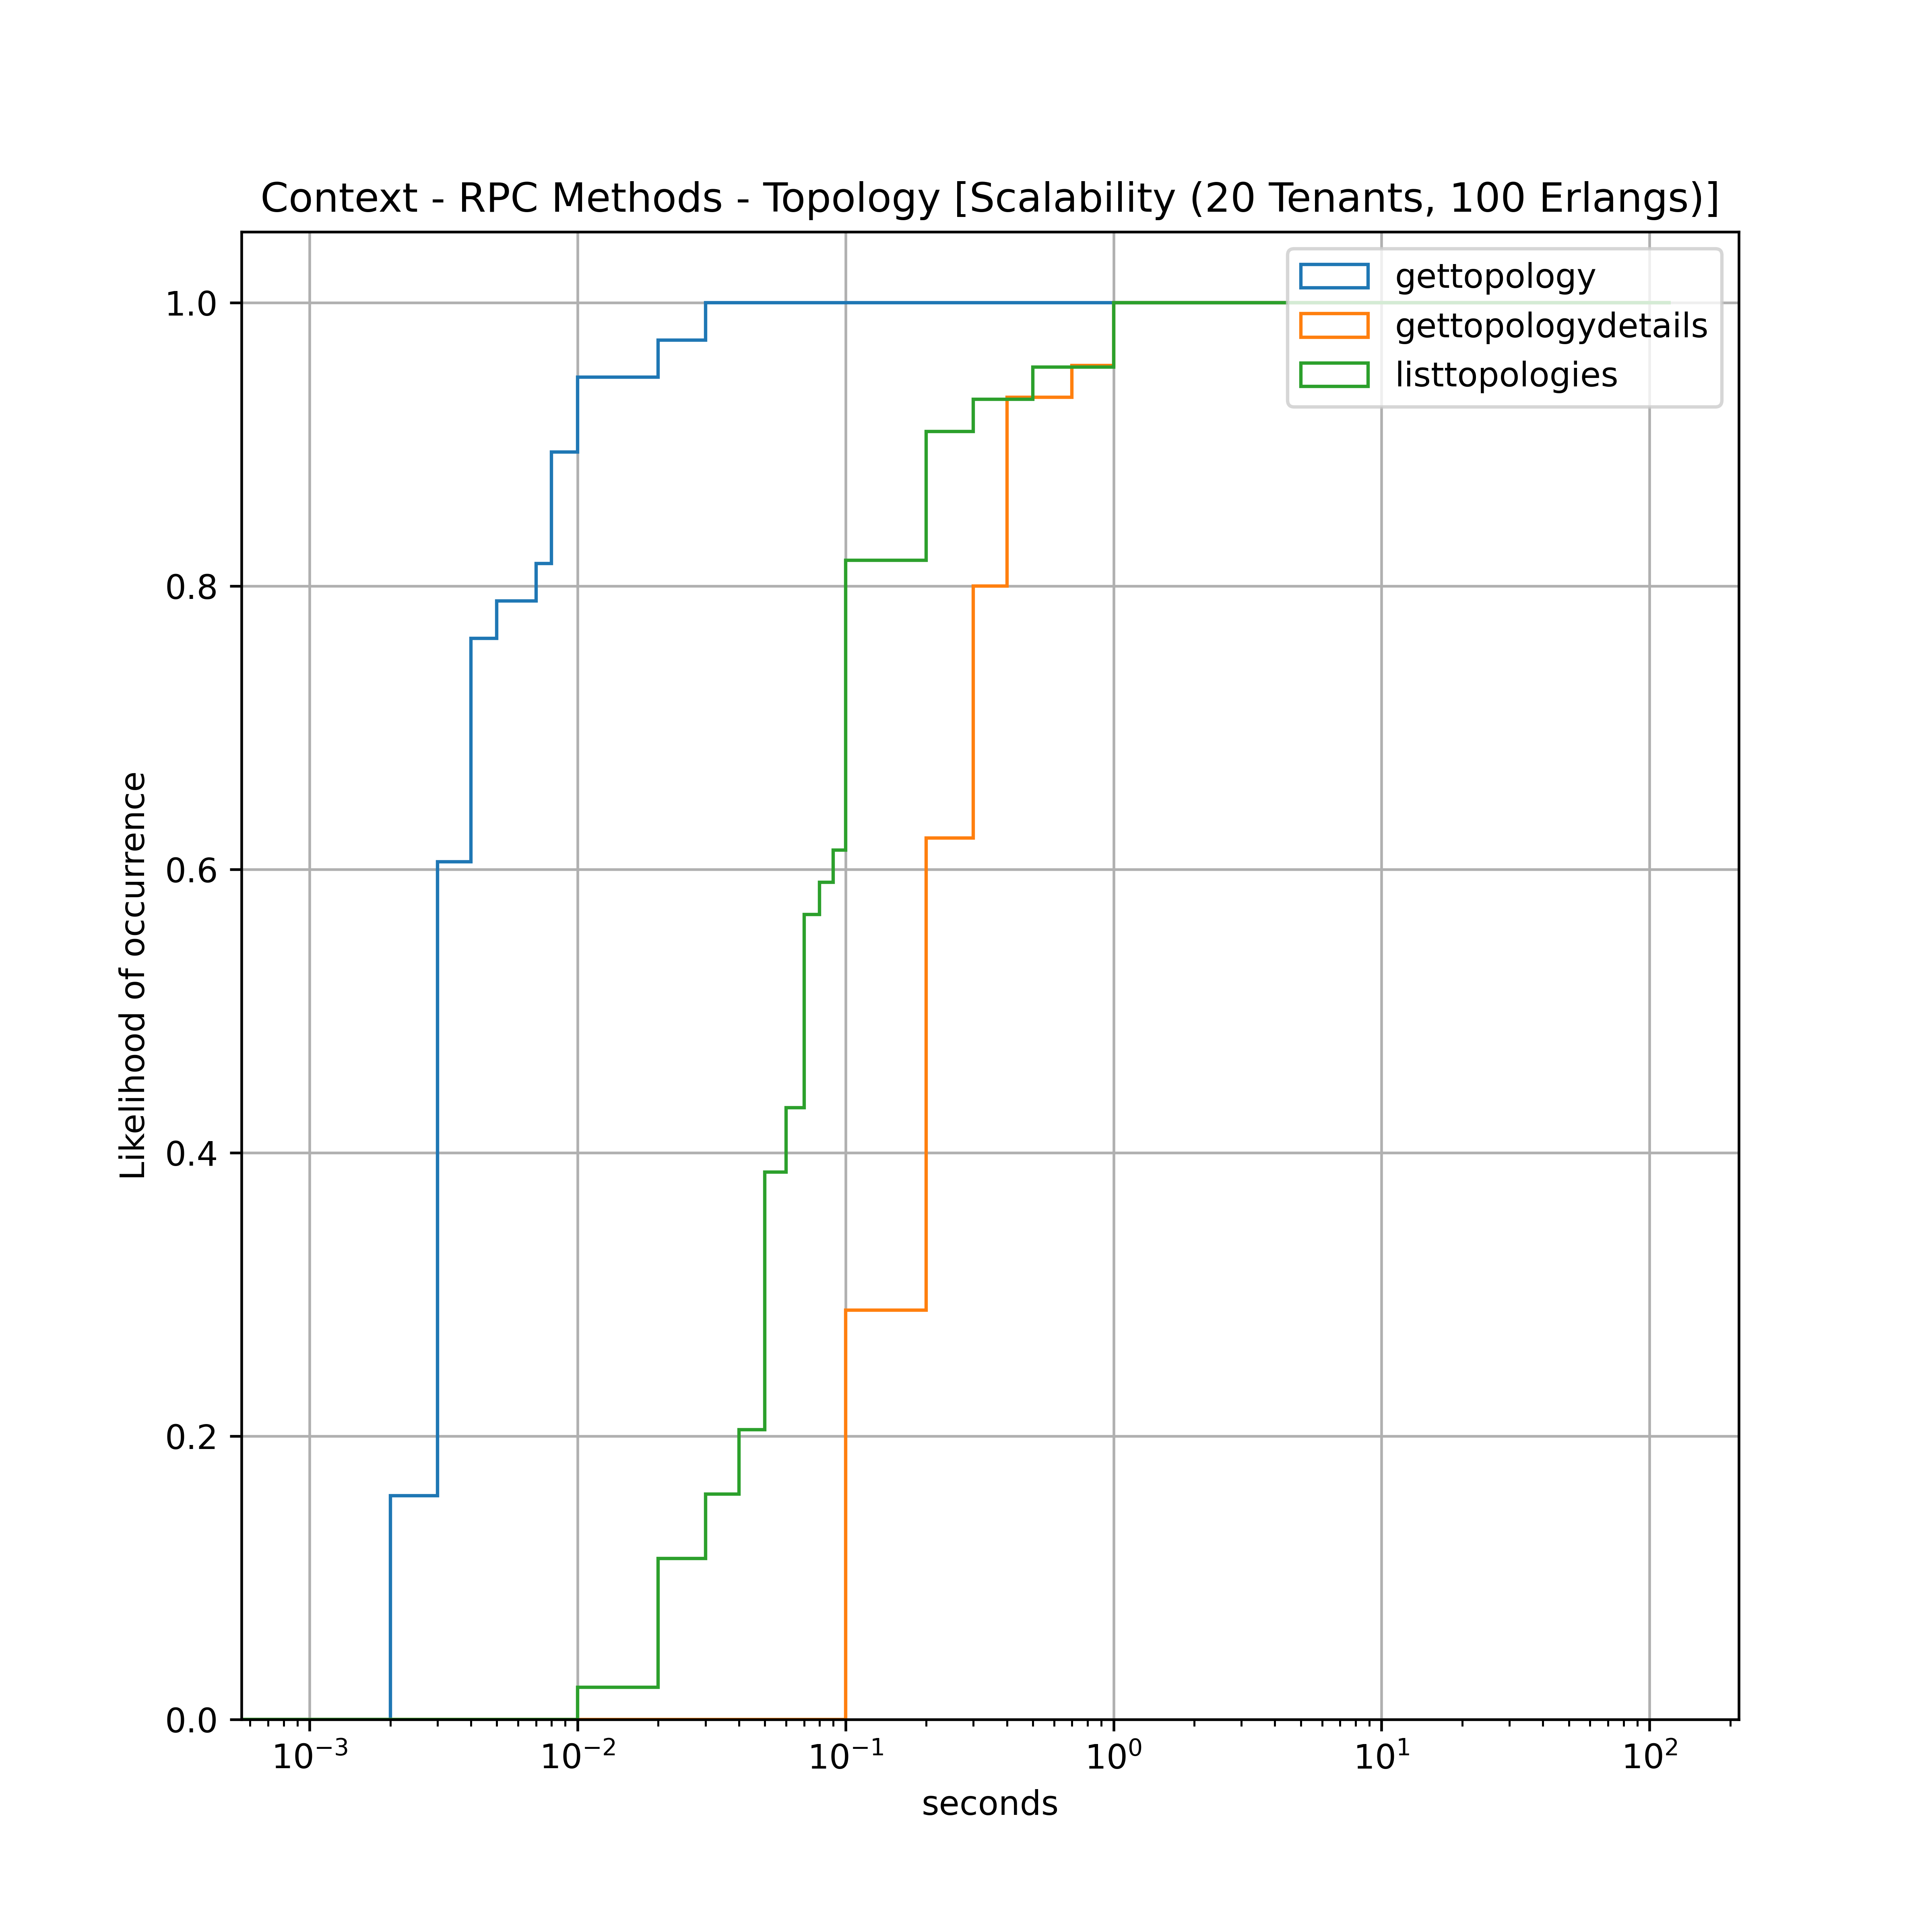 Context - RPC Methods - Topology [Scalability (20 Tenants, 100 Erlangs)]
gettopology
gettopologydetails
listtopologies
Likelihood of occurrence
1.0
0.8
0.6
0.4
0.2
0.0
10⁻³ 10⁻² 10⁻¹ 10⁰ 10¹ 10²
seconds